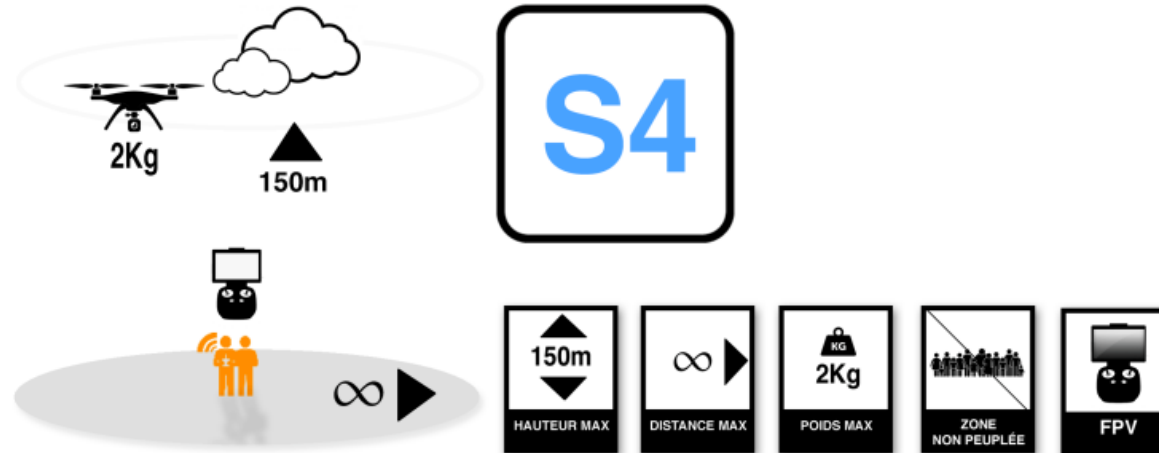 2Kg
150m
S4
∞
150m
HAUTEUR MAX
∞
DISTANCE MAX
KG
2Kg
POIDS MAX
ZONE
NON PEUPLÉE
FPV